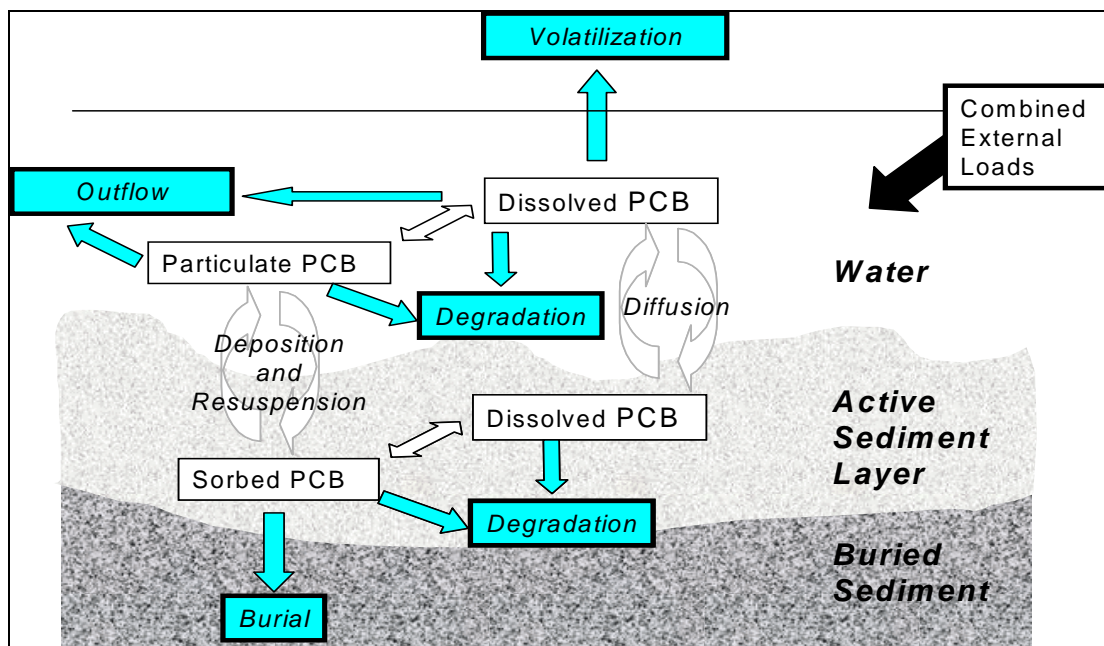 Volatilization
Combined
External
Loads
Outflow
Dissolved PCB
Particulate PCB
Water
Degradation
Diffusion
Deposition
and
Resuspension
Dissolved PCB
Active
Sediment
Layer
Sorbed PCB
Degradation
Buried
Sediment
Burial